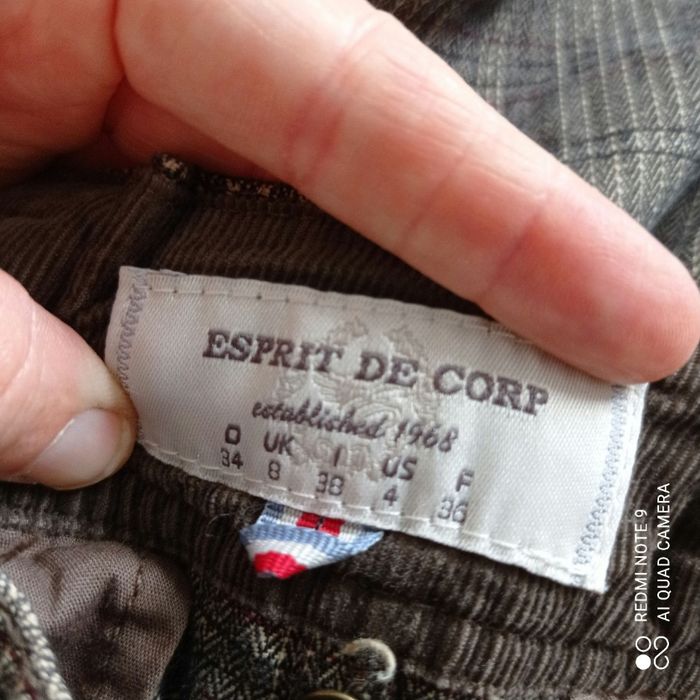 ESPRIT DE CORP
established 1968
D UK I US F
34 8 38 4 36
REDMI NOTE 9
AI QUAD CAMERA